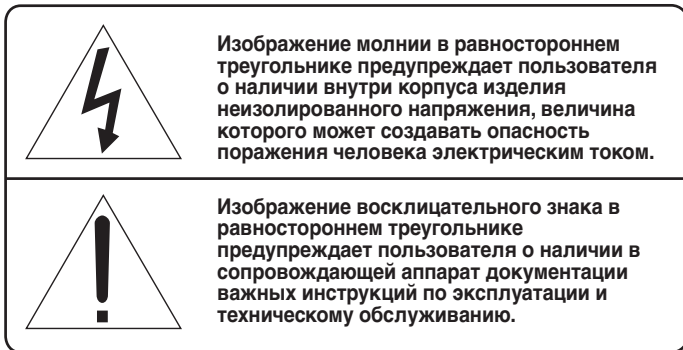 Изображение молнии в равностороннем
треугольнике предупреждает пользователя
о наличии внутри корпуса изделия
неизолированного напряжения, величина
которого может создавать опасность
поражения человека электрическим током.
Изображение восклицательного знака в
равностороннем треугольнике
предупреждает пользователя о наличии в
сопровождающей аппарат документации
важных инструкций по эксплуатации и
техническому обслуживанию.